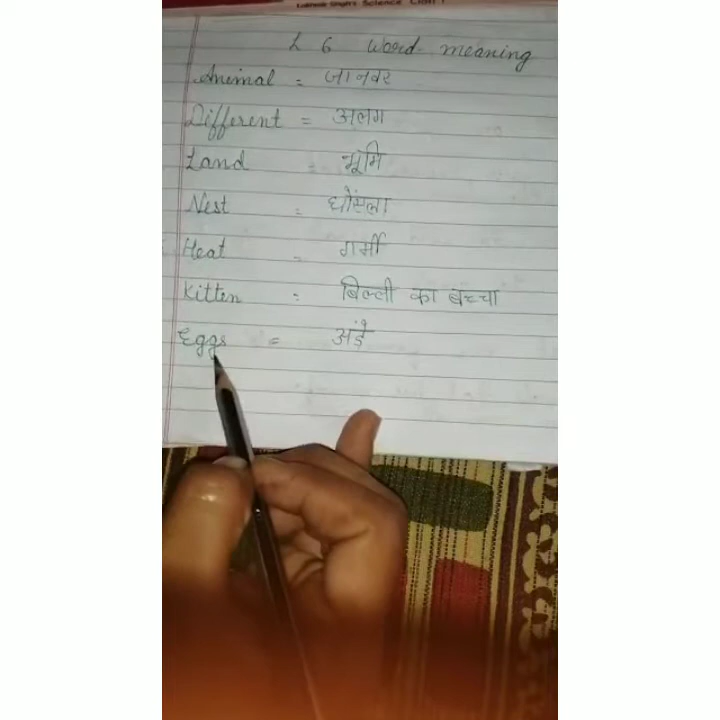 L 6 Word meaning
Animal = जानवर
Different = अलग
Land = भूमि
Nest = घोंसला
Heat = गर्मी
Kitten = बिल्ली का बच्चा
Eggs = अंड़े